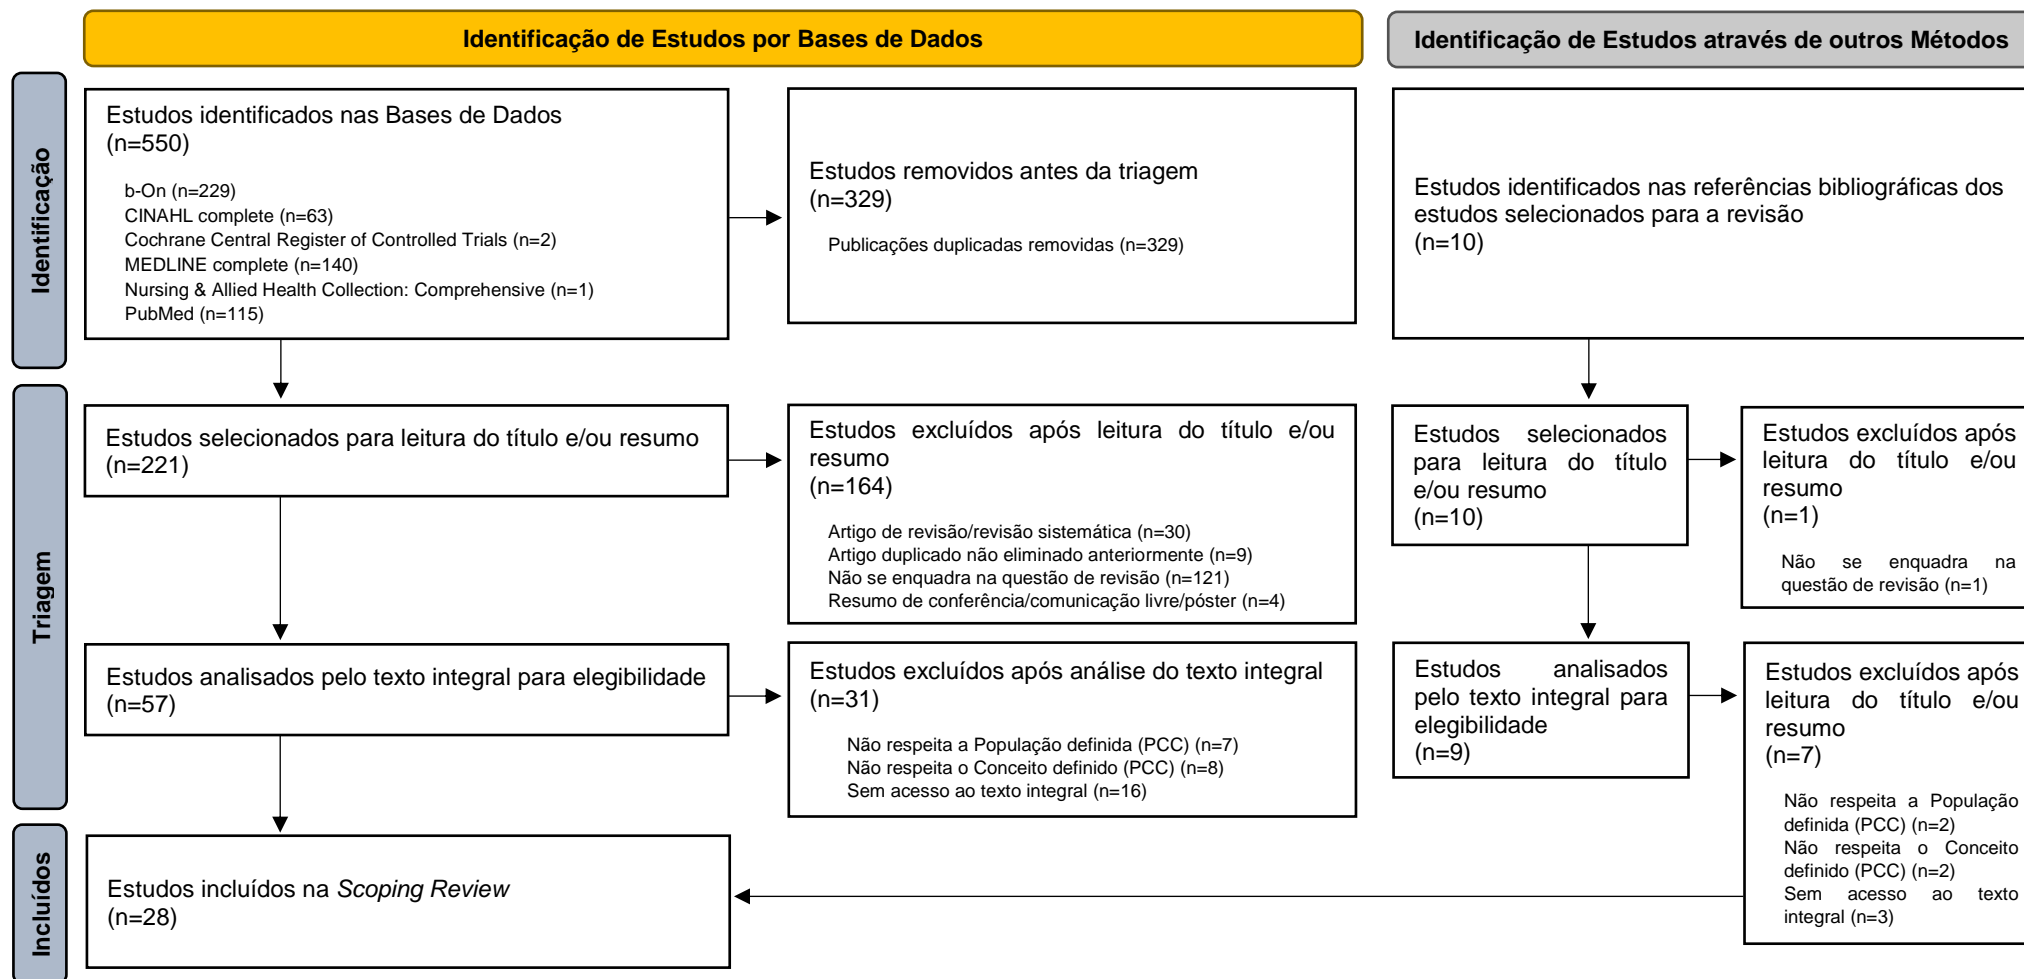 Identificação de Estudos por Bases de Dados
Identificação de Estudos através de outros Métodos
Identificação
Estudos identificados nas Bases de Dados
(n=550)
b-On (n=229)
CINAHL complete (n=63)
Cochrane Central Register of Controlled Trials (n=2)
MEDLINE complete (n=140)
Nursing & Allied Health Collection: Comprehensive (n=1)
PubMed (n=115)
Estudos removidos antes da triagem
(n=329)
Publicações duplicadas removidas (n=329)
Estudos identificados nas referências bibliográficas dos
estudos selecionados para a revisão
(n=10)
Triagem
Estudos selecionados para leitura do título e/ou resumo
(n=221)
Estudos excluídos após leitura do título e/ou
resumo
(n=164)
Artigo de revisão/revisão sistemática (n=30)
Artigo duplicado não eliminado anteriormente (n=9)
Não se enquadra na questão de revisão (n=121)
Resumo de conferência/comunicação livre/póster (n=4)
Estudos selecionados
para leitura do título
e/ou resumo
(n=10)
Estudos excluídos após
leitura do título e/ou
resumo
(n=1)
Não se enquadra na
questão de revisão (n=1)
Estudos analisados pelo texto integral para elegibilidade
(n=57)
Estudos excluídos após análise do texto integral
(n=31)
Não respeita a População definida (PCC) (n=7)
Não respeita o Conceito definido (PCC) (n=8)
Sem acesso ao texto integral (n=16)
Estudos analisados
pelo texto integral para
elegibilidade
(n=9)
Estudos excluídos após
leitura do título e/ou
resumo
(n=7)
Não respeita a População
definida (PCC) (n=2)
Não respeita o Conceito
definido (PCC) (n=2)
Sem acesso ao texto
integral (n=3)
Incluídos
Estudos incluídos na Scoping Review
(n=28)